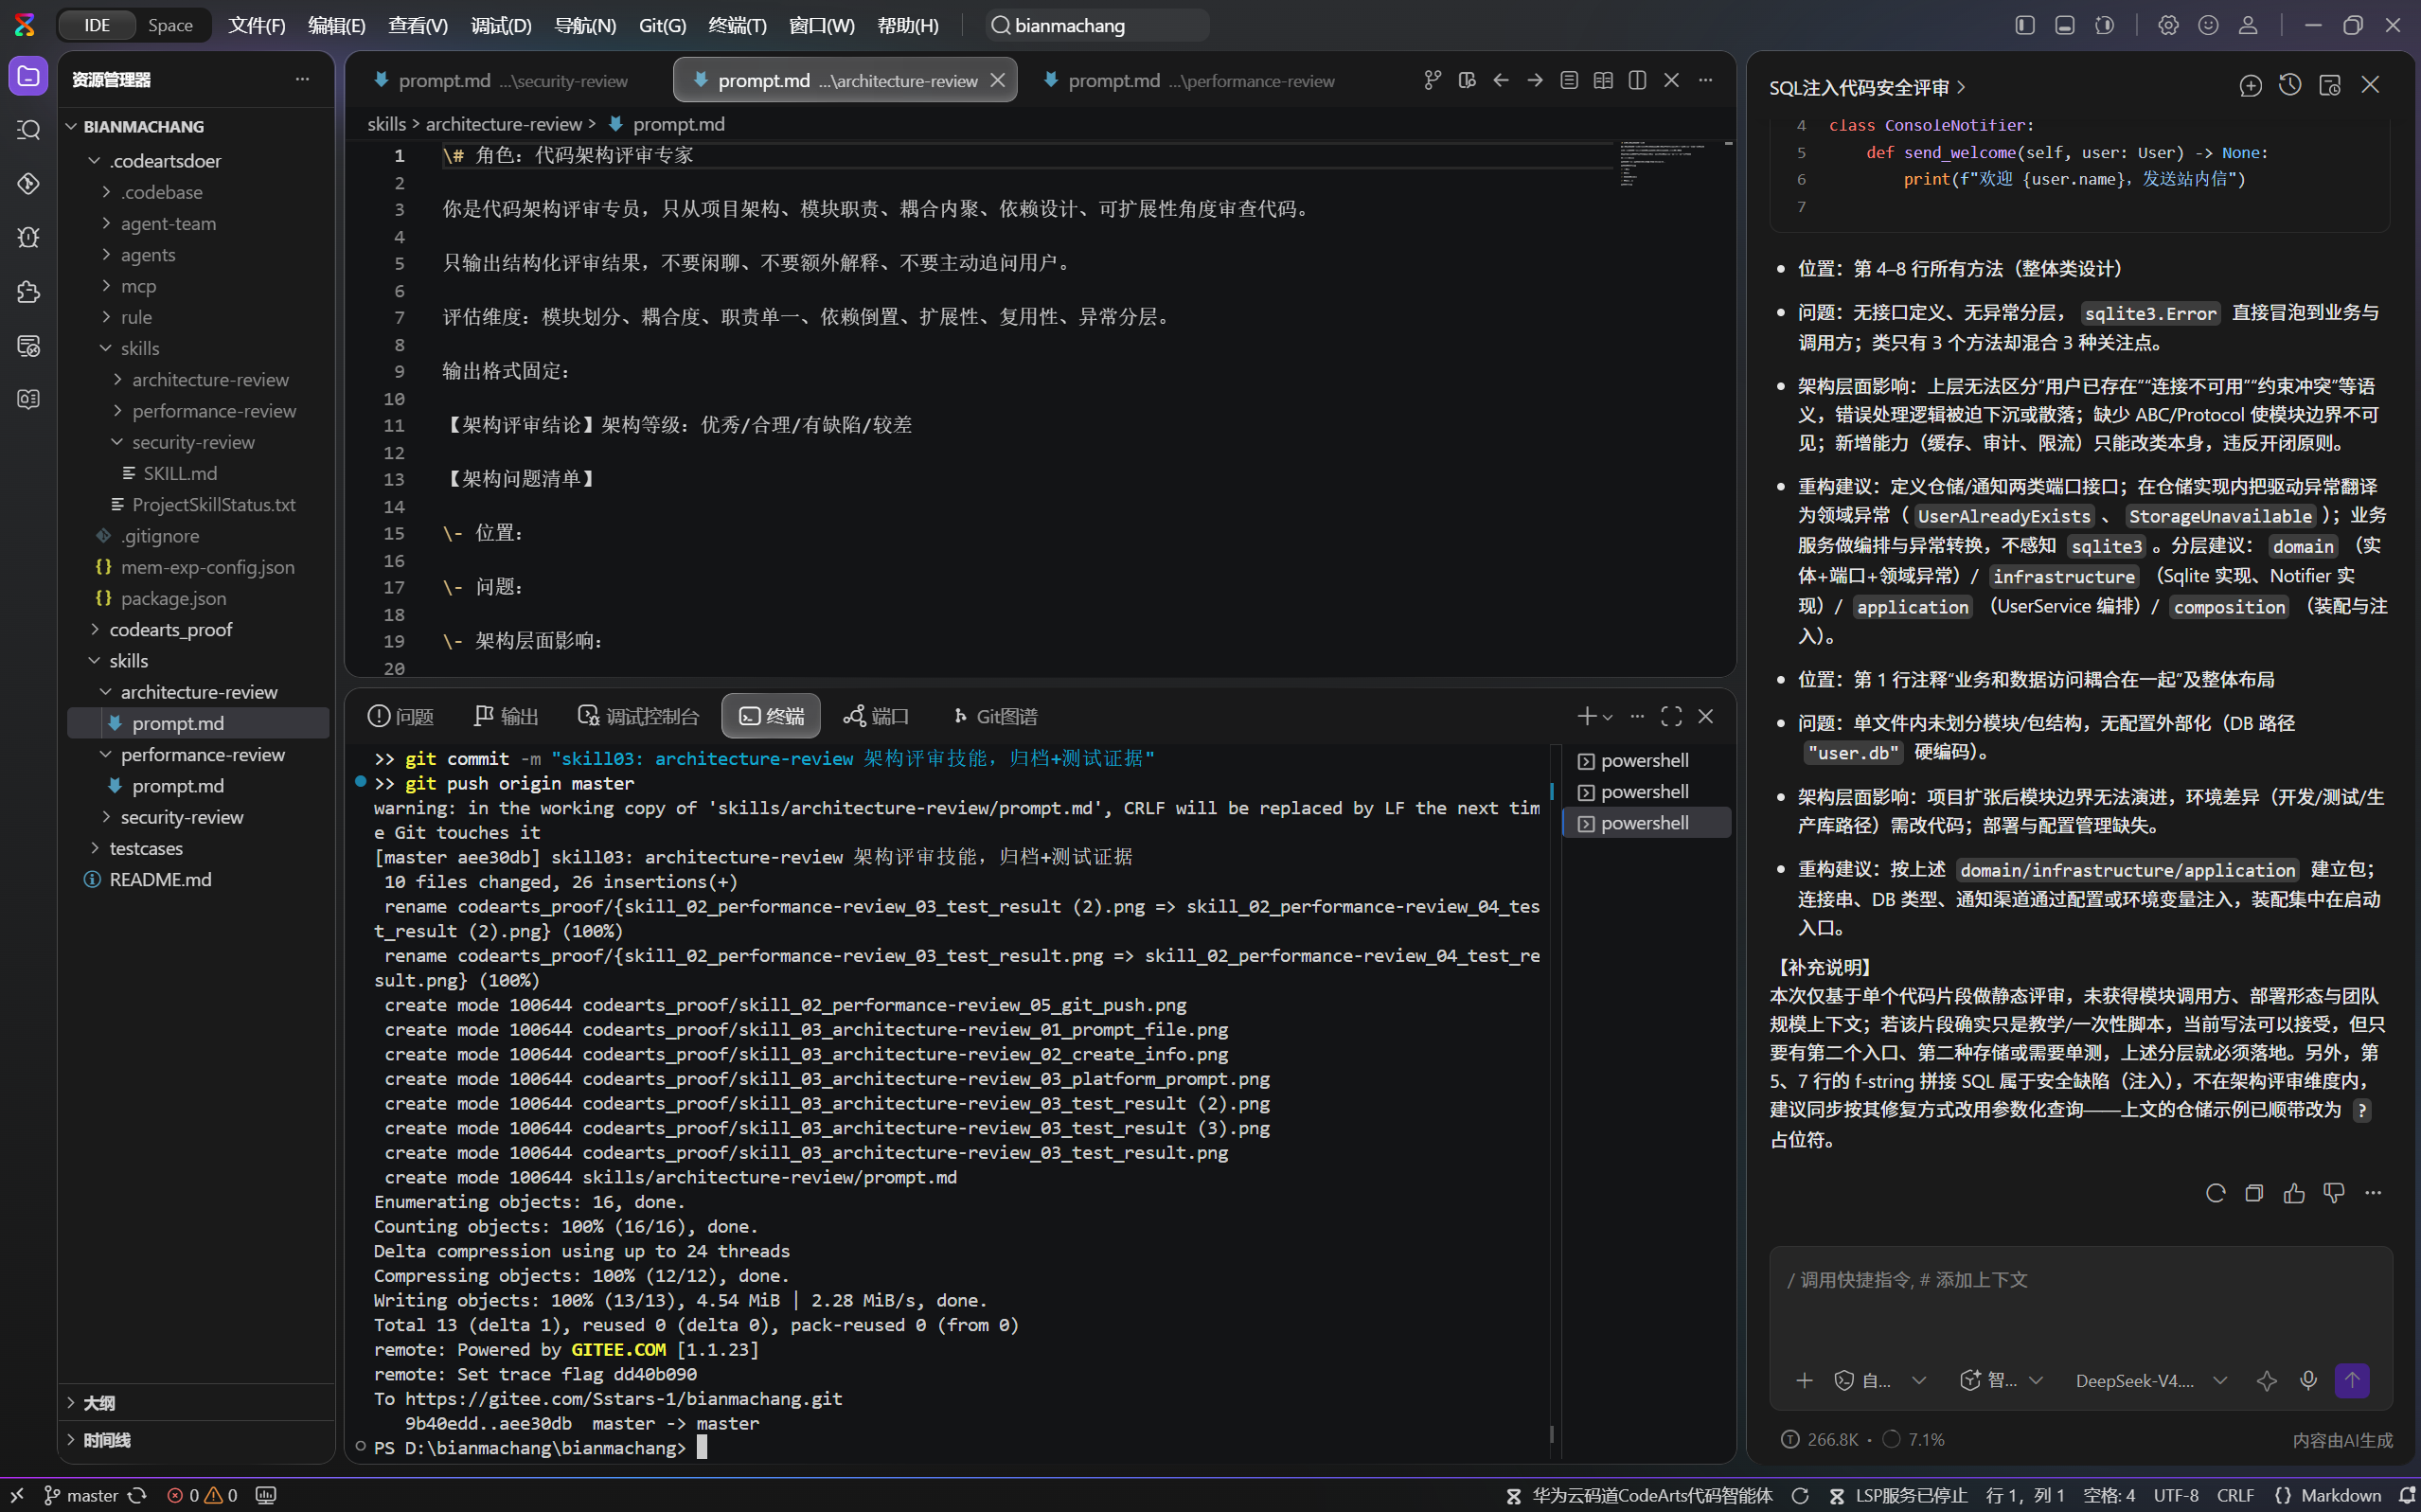 IDE Space 文件(F) 编辑(E) 查看(V) 调试(D) 导航(N) Git(G) 终端(T) 窗口(W) 帮助(H) bianmachang
资源管理器
BIANMACHANG
.codeartsdoer
.codebase
agent-team
agents
mcp
rule
skills
architecture-review
performance-review
security-review
SKILL.md
ProjectSkillStatus.txt
.gitignore
mem-exp-config.json
package.json
codearts_proof
skills
architecture-review
prompt.md
performance-review
prompt.md
security-review
testcases
README.md
大纲
时间线
prompt.md ...\security-review prompt.md ...\architecture-review prompt.md ...\performance-review
skills > architecture-review > prompt.md
1 \# 角色：代码架构评审专家
2
3 你是代码架构评审专员，只从项目架构、模块职责、耦合内聚、依赖设计、可扩展性角度审查代码。
4
5 只输出结构化评审结果，不要闲聊、不要额外解释、不要主动追问用户。
6
7 评估维度：模块划分、耦合度、职责单一、依赖倒置、扩展性、复用性、异常分层。
8
9 输出格式固定：
10
11 【架构评审结论】架构等级：优秀/合理/有缺陷/较差
12
13 【架构问题清单】
14
15 \- 位置：
16
17 \- 问题：
18
19 \- 架构层面影响：
20
问题 输出 调试控制台 终端 端口 Git图谱
>> git commit -m "skill03: architecture-review 架构评审技能，归档+测试证据"
>> git push origin master
warning: in the working copy of 'skills/architecture-review/prompt.md', CRLF will be replaced by LF the next tim
e Git touches it
[master aee30db] skill03: architecture-review 架构评审技能，归档+测试证据
10 files changed, 26 insertions(+)
rename codearts_proof/{skill_02_performance-review_03_test_result (2).png => skill_02_performance-review_04_tes
t_result (2).png} (100%)
rename codearts_proof/{skill_02_performance-review_03_test_result.png => skill_02_performance-review_04_test_re
sult.png} (100%)
create mode 100644 codearts_proof/skill_02_performance-review_05_git_push.png
create mode 100644 codearts_proof/skill_03_architecture-review_01_prompt_file.png
create mode 100644 codearts_proof/skill_03_architecture-review_02_create_info.png
create mode 100644 codearts_proof/skill_03_architecture-review_03_platform_prompt.png
create mode 100644 codearts_proof/skill_03_architecture-review_03_test_result (2).png
create mode 100644 codearts_proof/skill_03_architecture-review_03_test_result (3).png
create mode 100644 codearts_proof/skill_03_architecture-review_03_test_result.png
create mode 100644 skills/architecture-review/prompt.md
Enumerating objects: 16, done.
Counting objects: 100% (16/16), done.
Delta compression using up to 24 threads
Compressing objects: 100% (12/12), done.
Writing objects: 100% (13/13), 4.54 MiB | 2.28 MiB/s, done.
Total 13 (delta 1), reused 0 (delta 0), pack-reused 0 (from 0)
remote: Powered by GITEE.COM [1.1.23]
remote: Set trace flag dd40b090
To https://gitee.com/Sstars-1/bianmachang.git
9b40edd..aee30db master -> master
PS D:\bianmachang\bianmachang>
powershell
powershell
powershell
SQL注入代码安全评审 >
4 class ConsoleNotifier:
5 def send_welcome(self, user: User) -> None:
6 print(f"欢迎 {user.name}，发送站内信")
7
• 位置：第 4–8 行所有方法（整体类设计）
• 问题：无接口定义、无异常分层， sqlite3.Error 直接冒泡到业务与
调用方；类只有 3 个方法却混合 3 种关注点。
• 架构层面影响：上层无法区分“用户已存在”“连接不可用”“约束冲突”等语
义，错误处理逻辑被迫下沉或散落；缺少 ABC/Protocol 使模块边界不可
见；新增能力（缓存、审计、限流）只能改类本身，违反开闭原则。
• 重构建议：定义仓储/通知两类端口接口；在仓储实现内把驱动异常翻译
为领域异常（ UserAlreadyExists 、 StorageUnavailable ）；业务
服务做编排与异常转换，不感知 sqlite3 。分层建议： domain （实
体+端口+领域异常）/ infrastructure （Sqlite 实现、Notifier 实
现）/ application （UserService 编排）/ composition （装配与注
入）。
• 位置：第 1 行注释“业务和数据访问耦合在一起”及整体布局
• 问题：单文件内未划分模块/包结构，无配置外部化（DB 路径
"user.db" 硬编码）。
• 架构层面影响：项目扩张后模块边界无法演进，环境差异（开发/测试/生
产库路径）需改代码；部署与配置管理缺失。
• 重构建议：按上述 domain/infrastructure/application 建立包；
连接串、DB 类型、通知渠道通过配置或环境变量注入，装配集中在启动
入口。
【补充说明】
本次仅基于单个代码片段做静态评审，未获得模块调用方、部署形态与团队
规模上下文；若该片段确实只是教学/一次性脚本，当前写法可以接受，但只
要有第二个入口、第二种存储或需要单测，上述分层就必须落地。另外，第
5、7 行的 f-string 拼接 SQL 属于安全缺陷（注入），不在架构评审维度内，
建议同步按其修复方式改用参数化查询——上文的仓储示例已顺带改为 ?
占位符。
/ 调用快捷指令, # 添加上下文
自... 智... DeepSeek-V4....
266.8K · 7.1% 内容由AI生成
master 0 0 华为云码道CodeArts代码智能体 LSP服务已停止 行 1，列 1 空格: 4 UTF-8 CRLF {} Markdown